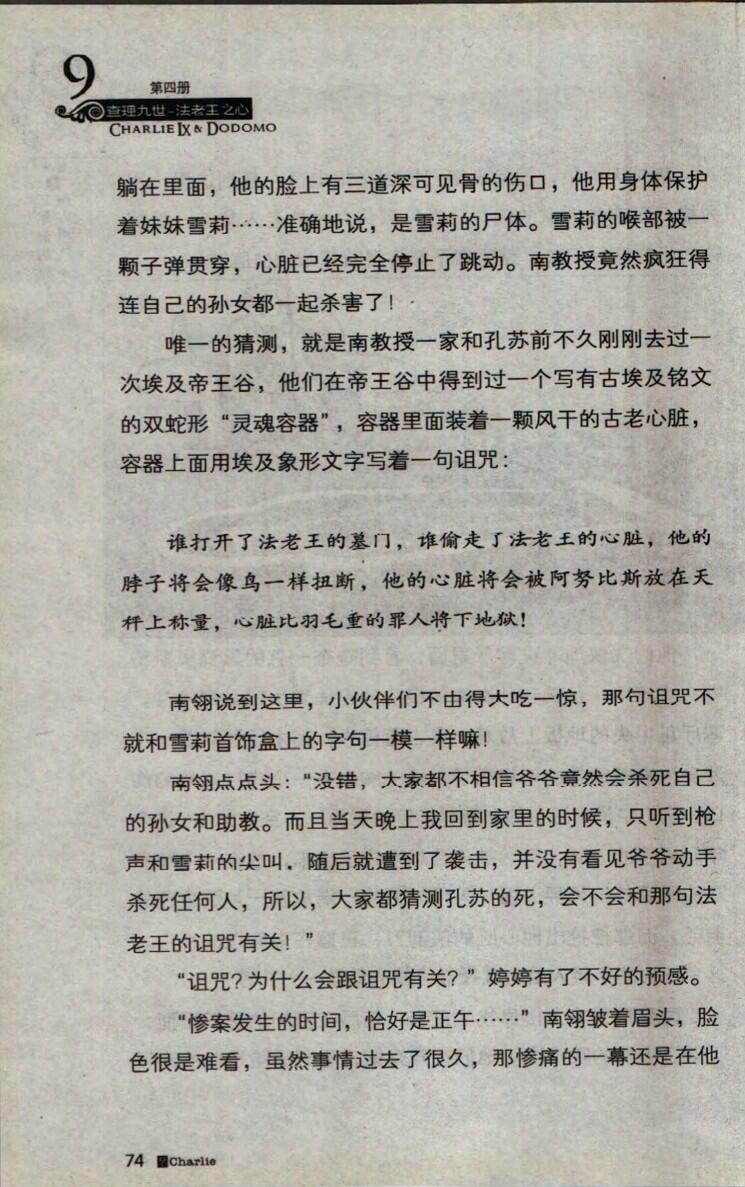 9
第四册
查理九世-法老王之心
CHARLIE IX & DODOMO
躺在里面，他的脸上有三道深可见骨的伤口，他用身体保护
着妹妹雪莉……准确地说，是雪莉的尸体。雪莉的喉部被一
颗子弹贯穿，心脏已经完全停止了跳动。南教授竟然疯狂得
连自己的孙女都一起杀害了！
唯一的猜测，就是南教授一家和孔苏前不久刚刚去过一
次埃及帝王谷，他们在帝王谷中得到过一个写有古埃及铭文
的双蛇形“灵魂容器”，容器里面装着一颗风干的古老心脏，
容器上面用埃及象形文字写着一句诅咒：
谁打开了法老王的墓门，谁偷走了法老王的心脏，他的
脖子将会像鸟一样扭断，他的心脏将会被阿努比斯放在天
秤上称量，心脏比羽毛重的罪人将下地狱！
南翎说到这里，小伙伴们不由得大吃一惊，那句诅咒不
就和雪莉首饰盒上的字句一模一样嘛！
南翎点点头：“没错，大家都不相信爷爷竟然会杀死自己
的孙女和助教。而且当天晚上我回到家里的时候，只听到枪
声和雪莉的尖叫，随后就遭到了袭击，并没有看见爷爷动手
杀死任何人，所以，大家都猜测孔苏的死，会不会和那句法
老王的诅咒有关！”
“诅咒？为什么会跟诅咒有关？”婷婷有了不好的预感。
“惨案发生的时间，恰好是正午……”南翎皱着眉头，脸
色很是难看，虽然事情过去了很久，那惨痛的一幕还是在他
74 Charlie